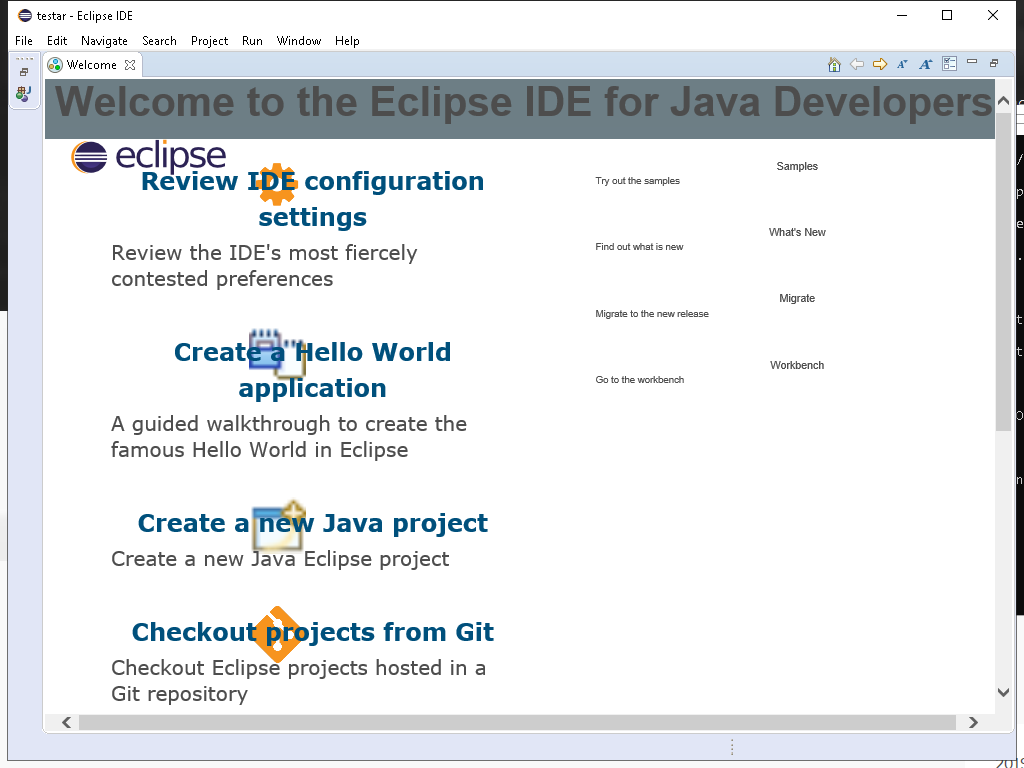 testar - Eclipse IDE
File Edit Navigate Search Project Run Window Help
Welcome
Welcome to the Eclipse IDE for Java Developers
eclipse
Review IDE configuration
settings
Review the IDE's most fiercely
contested preferences
Create a Hello World
application
A guided walkthrough to create the
famous Hello World in Eclipse
Create a new Java project
Create a new Java Eclipse project
Checkout projects from Git
Checkout Eclipse projects hosted in a
Git repository
Samples
Try out the samples
What's New
Find out what is new
Migrate
Migrate to the new release
Workbench
Go to the workbench